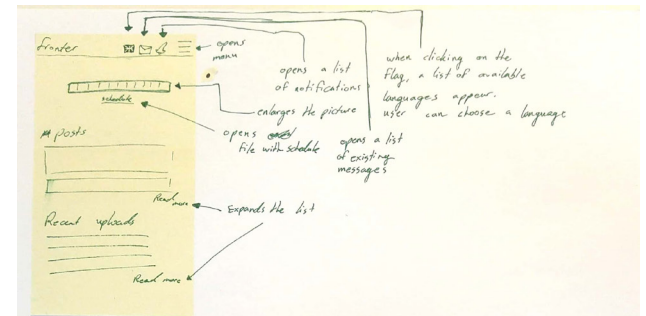 fronter
opens
menu
opens a list
of notifications
when clicking on the
flag, a list of available
languages appear.
user can choose a language
schedule
enlarges the picture
opens
file with schedule
opens a list
of existing
messages
posts
Read more
Expands the list
Recent uploads
Read more